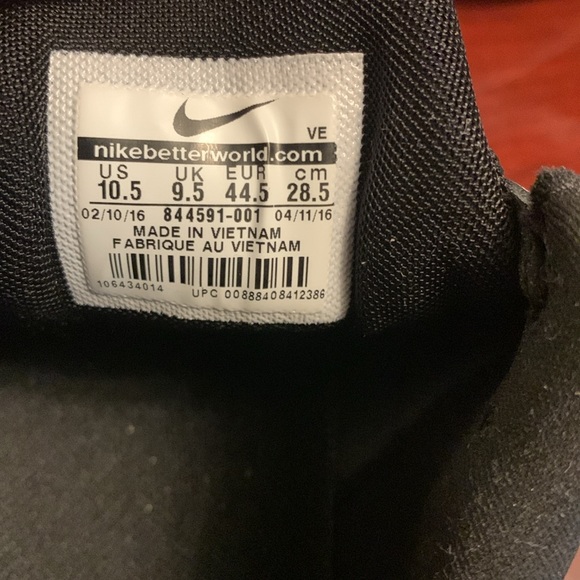 VE
nikebetterworld.com
US UK EUR cm
10.5 9.5 44.5 28.5
02/10/16 844591-001 04/11/16
MADE IN VIETNAM
FABRIQUE AU VIETNAM
106434014 UPC 00888408412386